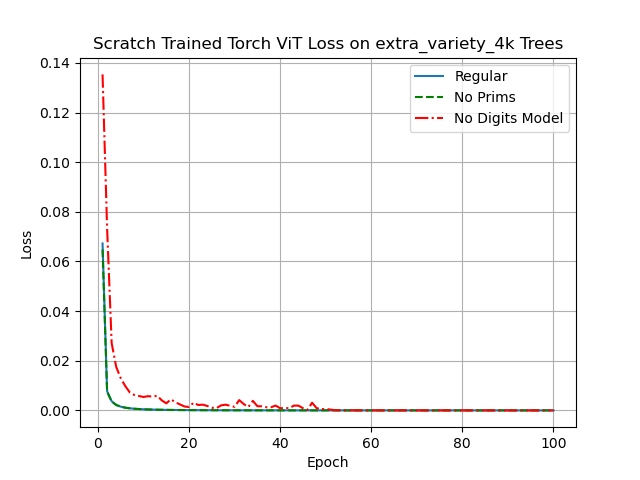 Scratch Trained Torch ViT Loss on extra_variety_4k Trees
Regular
No Prims
No Digits Model
Loss
0.14
0.12
0.10
0.08
0.06
0.04
0.02
0.00
0 20 40 60 80 100
Epoch